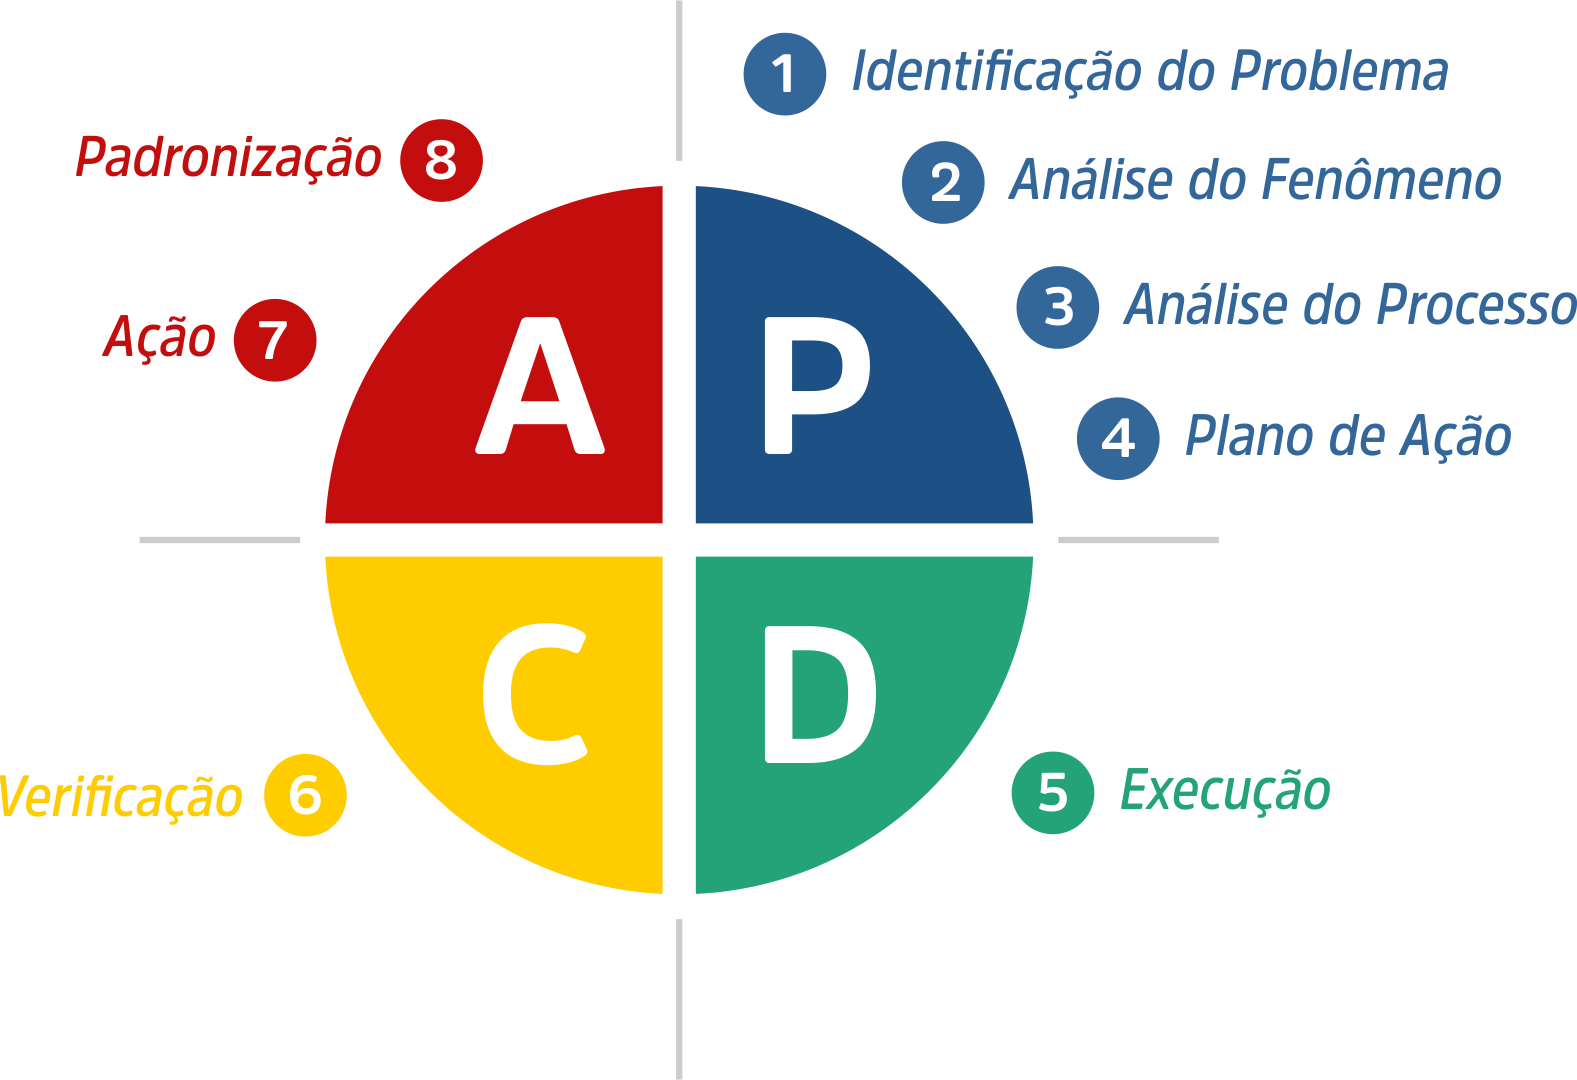 1 Identificação do Problema
2 Análise do Fenômeno
3 Análise do Processo
4 Plano de Ação
Padronização 8
Ação 7
A P
C D
Verificação 6
5 Execução